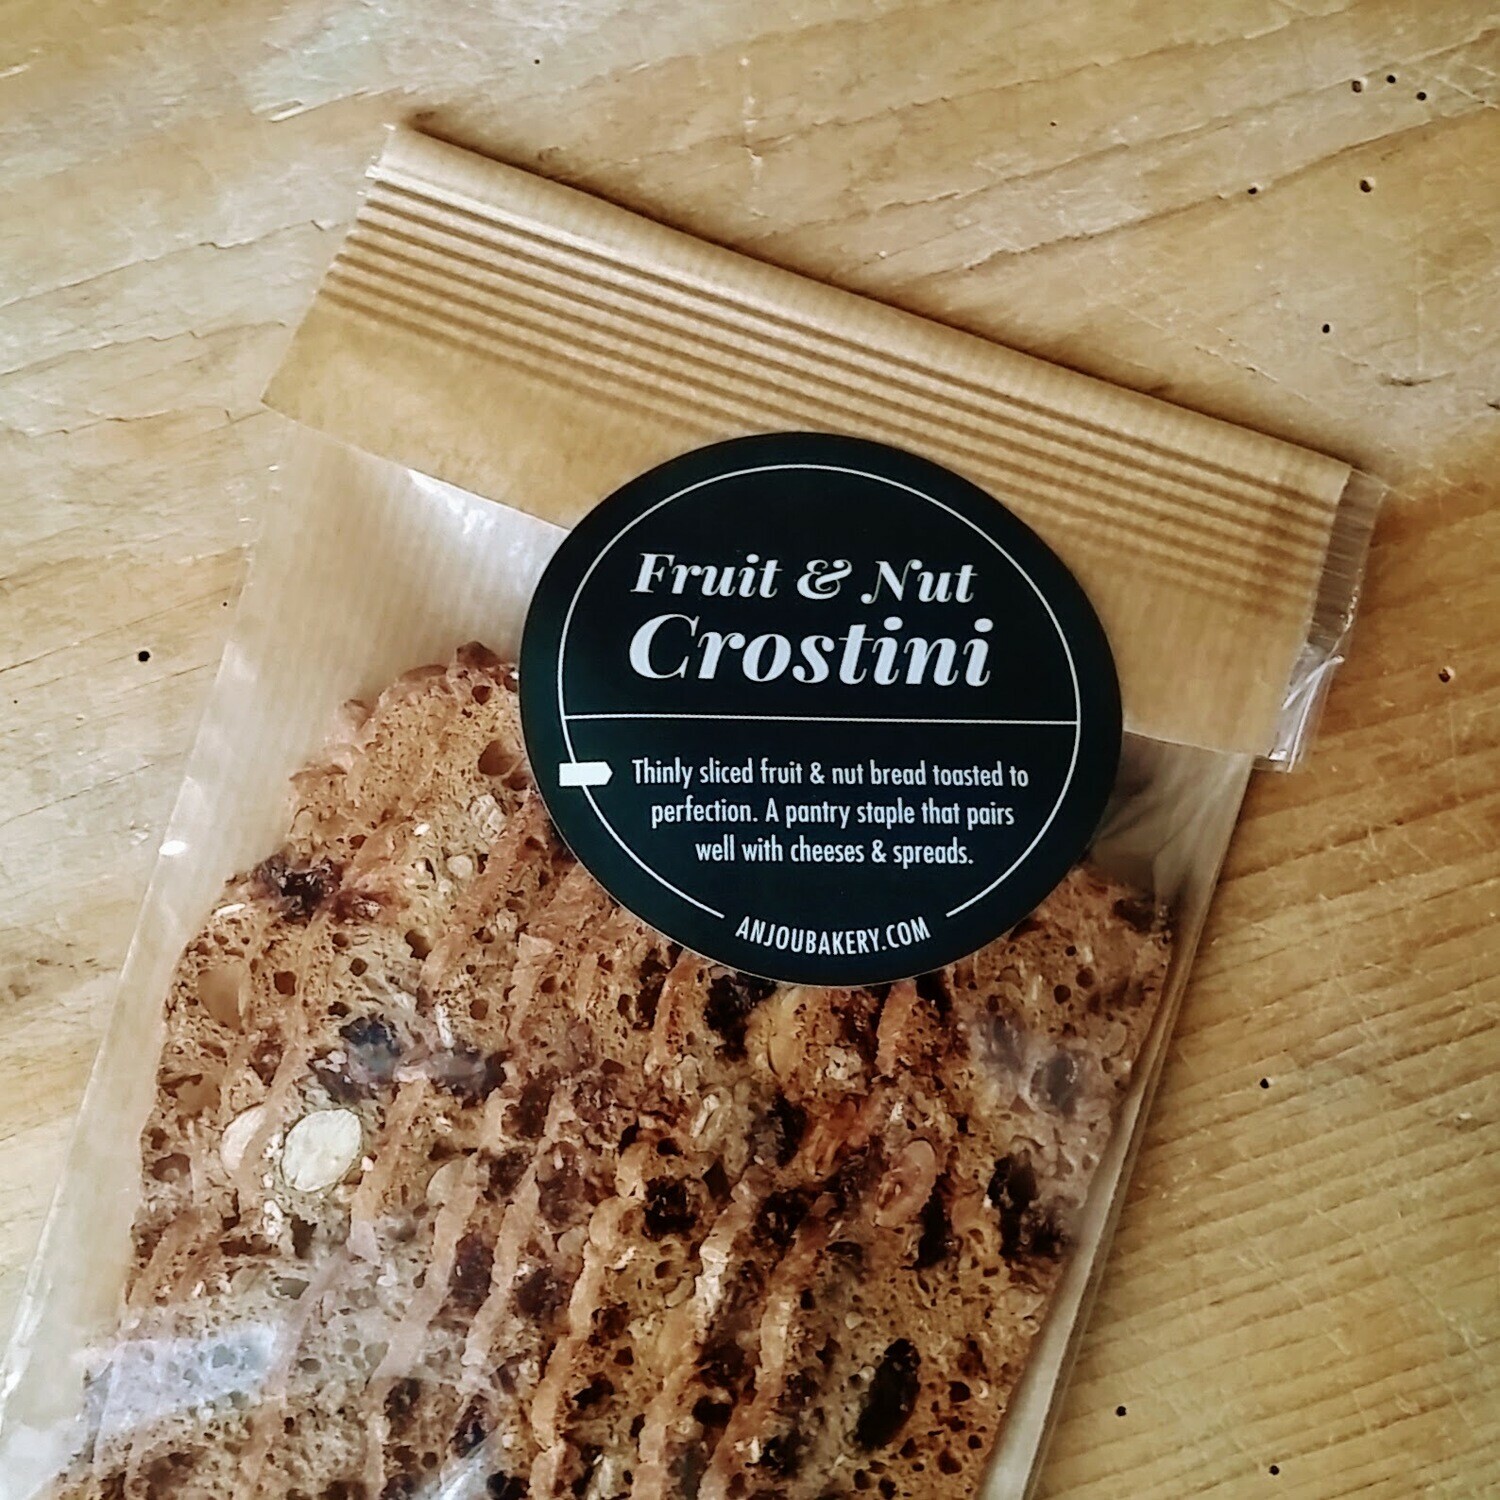 Fruit & Nut
Crostini
Thinly sliced fruit & nut bread toasted to
perfection. A pantry staple that pairs
well with cheeses & spreads.
ANJOUBAKERY.COM